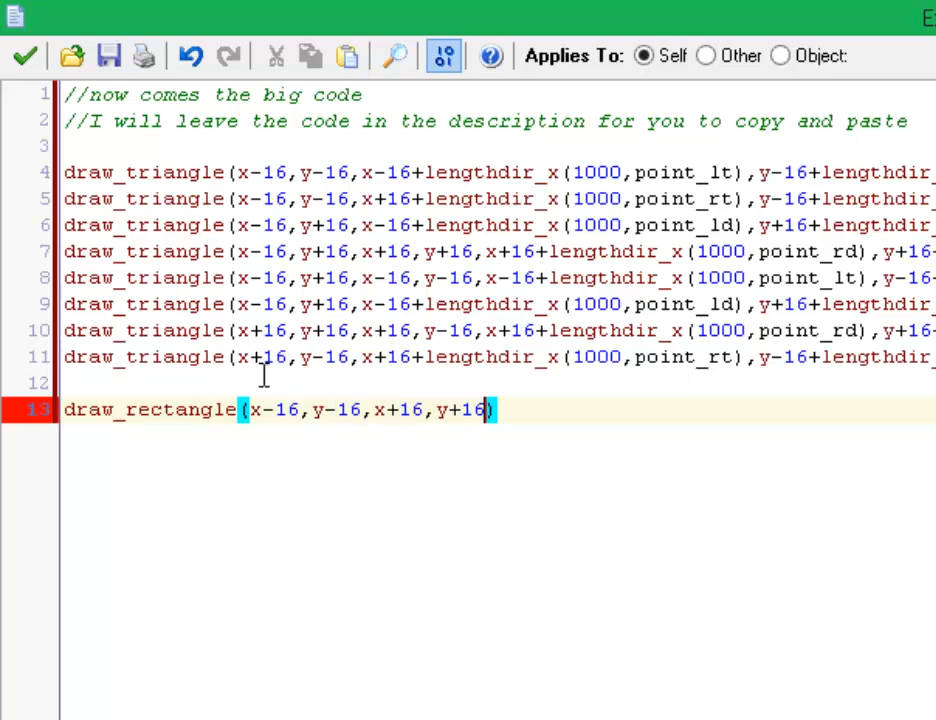 Applies To: Self Other Object:
1 //now comes the big code
2 //I will leave the code in the description for you to copy and paste
3
4 draw_triangle(x-16,y-16,x-16+lengthdir_x(1000,point_lt),y-16+lengthdir_
5 draw_triangle(x-16,y-16,x+16+lengthdir_x(1000,point_rt),y-16+lengthdir_
6 draw_triangle(x-16,y+16,x-16+lengthdir_x(1000,point_ld),y+16+lengthdir_
7 draw_triangle(x-16,y+16,x+16,y+16,x+16+lengthdir_x(1000,point_rd),y+16-
8 draw_triangle(x-16,y+16,x-16,y-16,x-16+lengthdir_x(1000,point_lt),y-16-
9 draw_triangle(x-16,y+16,x-16+lengthdir_x(1000,point_ld),y+16+lengthdir_
10 draw_triangle(x+16,y+16,x+16,y-16,x+16+lengthdir_x(1000,point_rd),y+16-
11 draw_triangle(x+16,y-16,x+16+lengthdir_x(1000,point_rt),y-16+lengthdir_
12
13 draw_rectangle(x-16,y-16,x+16,y+16)